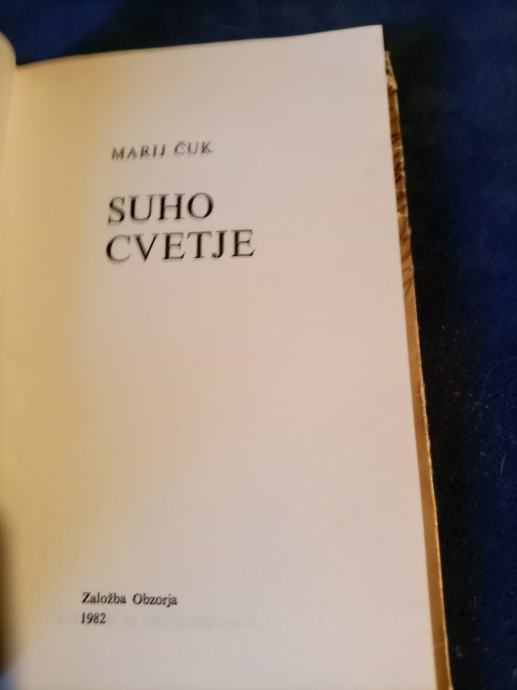 MARIJ ČUK
SUHO
CVETJE
Založba Obzorja
1982